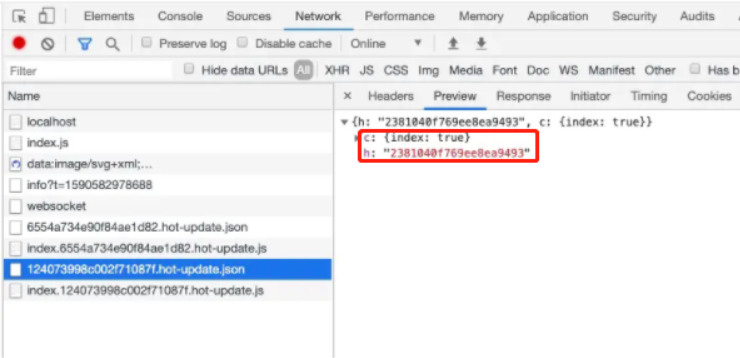 Elements Console Sources Network Performance Memory Application Security Audits
Preserve log Disable cache Online
Filter Hide data URLs All XHR JS CSS Img Media Font Doc WS Manifest Other Has b
Name × Headers Preview Response Initiator Timing Cookies
localhost
index.js
data:image/svg+xml;…
info?t=1590582978688
websocket
6554a734e90f84ae1d82.hot-update.json
index.6554a734e90f84ae1d82.hot-update.js
124073998c002f71087f.hot-update.json
index.124073998c002f71087f.hot-update.js
{h: "2381040f769ee8ea9493", c: {index: true}}
c: {index: true}
h: "2381040f769ee8ea9493"